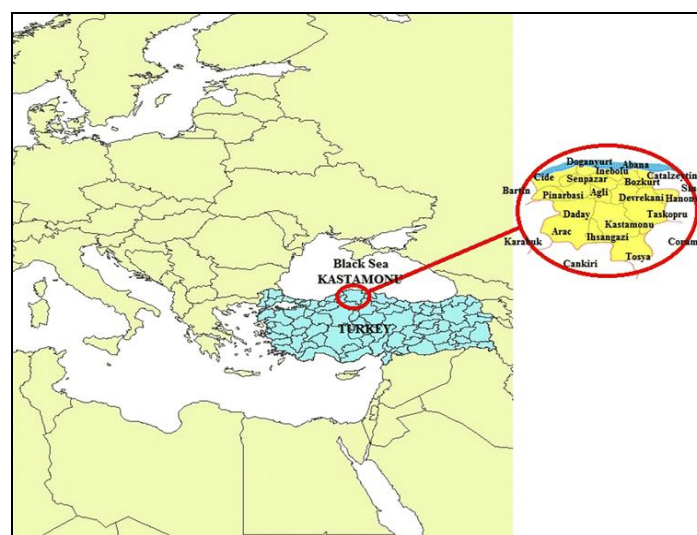 Black Sea
KASTAMONU
TURKEY
Doganyurt
Abana
Inebolu
Cide
Senpazar
Catalzeytin
Bozkurt
Bartin
Pinarbasi
Agli
Devrekani
Hanonu
Daday
Taskopru
Kastamonu
Arac
Karabuk
Ihsangazi
Corum
Cankiri
Tosya